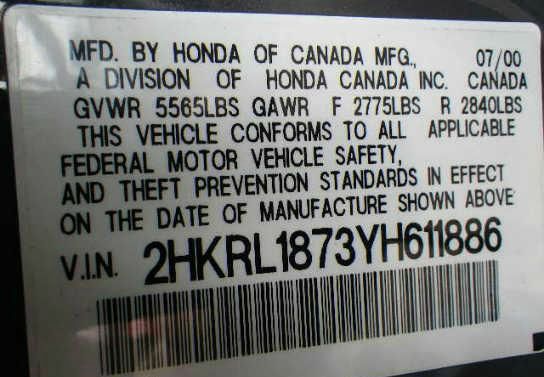 MFD. BY HONDA OF CANADA MFG., 07/00
A DIVISION OF HONDA CANADA INC. CANADA
GVWR 5565LBS GAWR F 2775LBS R 2840LBS
THIS VEHICLE CONFORMS TO ALL APPLICABLE
FEDERAL MOTOR VEHICLE SAFETY,
AND THEFT PREVENTION STANDARDS IN EFFECT
ON THE DATE OF MANUFACTURE SHOWN ABOVE
V.I.N. 2HKRL1873YH611886